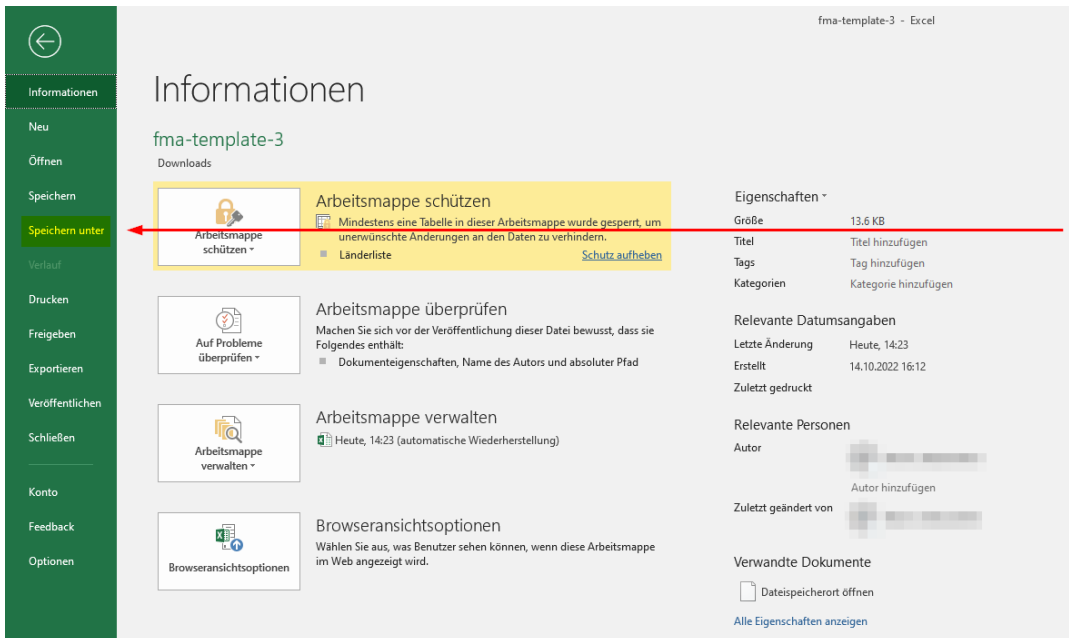 fma-template-3 - Excel
Informationen
Neu
Öffnen
Speichern
Speichern unter
Verlauf
Drucken
Freigeben
Exportieren
Veröffentlichen
Schließen
Konto
Feedback
Optionen
Informationen
fma-template-3
Downloads
Arbeitsmappe
schützen
Arbeitsmappe schützen
Mindestens eine Tabelle in dieser Arbeitsmappe wurde gesperrt, um
unerwünschte Änderungen an den Daten zu verhindern.
Länderliste Schutz aufheben
Auf Probleme
überprüfen
Arbeitsmappe überprüfen
Machen Sie sich vor der Veröffentlichung dieser Datei bewusst, dass sie
Folgendes enthält:
Dokumenteigenschaften, Name des Autors und absoluter Pfad
Arbeitsmappe
verwalten
Arbeitsmappe verwalten
Heute, 14:23 (automatische Wiederherstellung)
Browseransichtsoptionen
Browseransichtsoptionen
Wählen Sie aus, was Benutzer sehen können, wenn diese Arbeitsmappe
im Web angezeigt wird.
Eigenschaften
Größe 13.6 KB
Titel Titel hinzufügen
Tags Tag hinzufügen
Kategorien Kategorie hinzufügen
Relevante Datumsangaben
Letzte Änderung Heute, 14:23
Erstellt 14.10.2022 16:12
Zuletzt gedruckt
Relevante Personen
Autor
Autor hinzufügen
Zuletzt geändert von
Verwandte Dokumente
Dateispeicherort öffnen
Alle Eigenschaften anzeigen